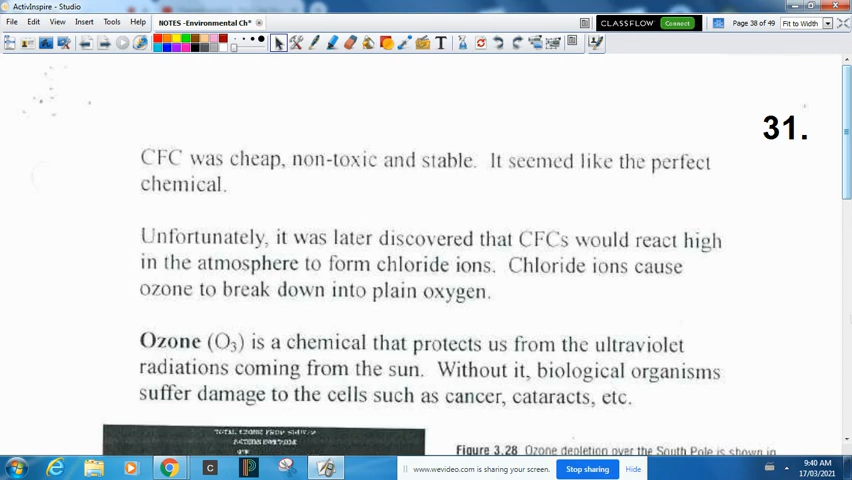 ActivInspire - Studio
File Edit View Insert Tools Help NOTES -Environmental Ch* CLASSFLOW Connect Page 38 of 49 Fit to Width
31.
CFC was cheap, non-toxic and stable. It seemed like the perfect
chemical.
Unfortunately, it was later discovered that CFCs would react high
in the atmosphere to form chloride ions. Chloride ions cause
ozone to break down into plain oxygen.
Ozone (O₃) is a chemical that protects us from the ultraviolet
radiations coming from the sun. Without it, biological organisms
suffer damage to the cells such as cancer, cataracts, etc.
Figure 3.28 Ozone depletion over the South Pole is shown in
www.wevideo.com is sharing your screen. Stop sharing Hide
9:40 AM
17/03/2021